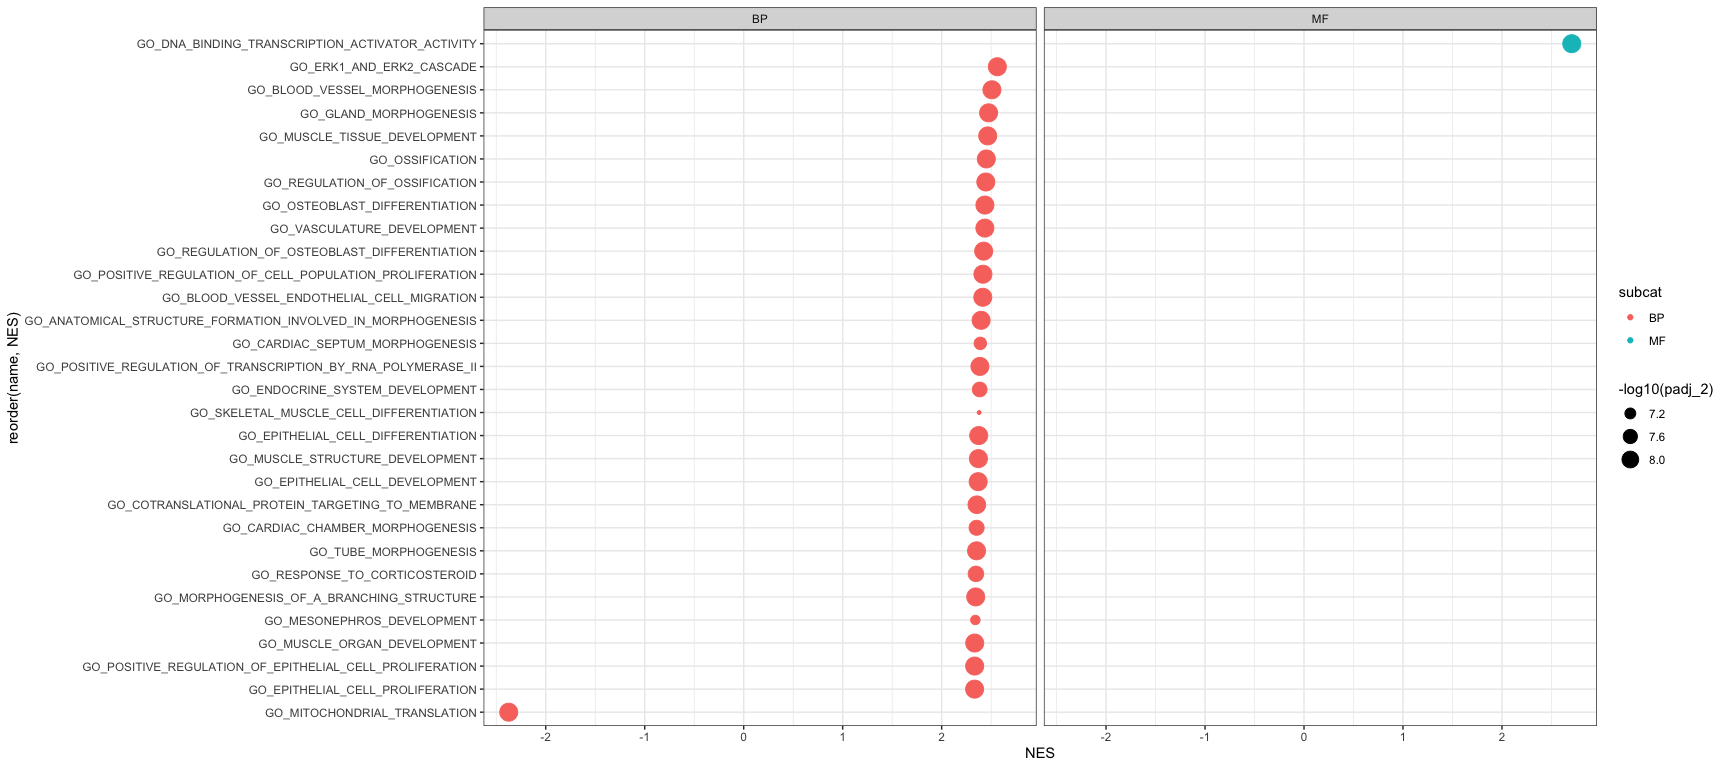 BP
MF
GO_DNA_BINDING_TRANSCRIPTION_ACTIVATOR_ACTIVITY
GO_ERK1_AND_ERK2_CASCADE
GO_BLOOD_VESSEL_MORPHOGENESIS
GO_GLAND_MORPHOGENESIS
GO_MUSCLE_TISSUE_DEVELOPMENT
GO_OSSIFICATION
GO_REGULATION_OF_OSSIFICATION
GO_OSTEOBLAST_DIFFERENTIATION
GO_VASCULATURE_DEVELOPMENT
GO_REGULATION_OF_OSTEOBLAST_DIFFERENTIATION
GO_POSITIVE_REGULATION_OF_CELL_POPULATION_PROLIFERATION
GO_BLOOD_VESSEL_ENDOTHELIAL_CELL_MIGRATION
GO_ANATOMICAL_STRUCTURE_FORMATION_INVOLVED_IN_MORPHOGENESIS
GO_CARDIAC_SEPTUM_MORPHOGENESIS
GO_POSITIVE_REGULATION_OF_TRANSCRIPTION_BY_RNA_POLYMERASE_II
GO_ENDOCRINE_SYSTEM_DEVELOPMENT
GO_SKELETAL_MUSCLE_CELL_DIFFERENTIATION
GO_EPITHELIAL_CELL_DIFFERENTIATION
GO_MUSCLE_STRUCTURE_DEVELOPMENT
GO_EPITHELIAL_CELL_DEVELOPMENT
GO_COTRANSLATIONAL_PROTEIN_TARGETING_TO_MEMBRANE
GO_CARDIAC_CHAMBER_MORPHOGENESIS
GO_TUBE_MORPHOGENESIS
GO_RESPONSE_TO_CORTICOSTEROID
GO_MORPHOGENESIS_OF_A_BRANCHING_STRUCTURE
GO_MESONEPHROS_DEVELOPMENT
GO_MUSCLE_ORGAN_DEVELOPMENT
GO_POSITIVE_REGULATION_OF_EPITHELIAL_CELL_PROLIFERATION
GO_EPITHELIAL_CELL_PROLIFERATION
GO_MITOCHONDRIAL_TRANSLATION
reorder(name, NES)
-2 -1 0 1 2
-2 -1 0 1 2
NES
subcat
BP
MF
-log10(padj_2)
7.2
7.6
8.0